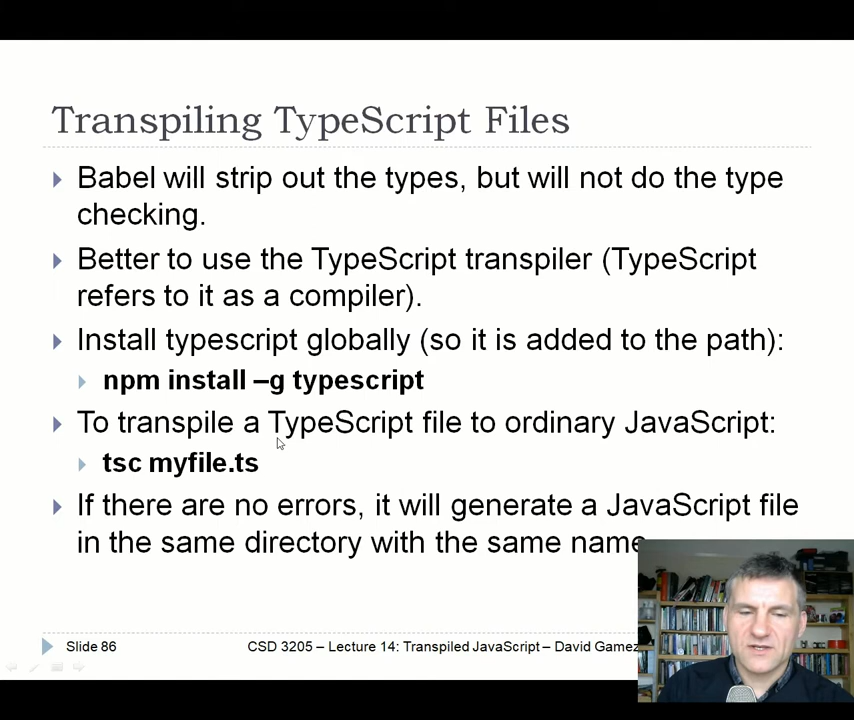 Transpiling TypeScript Files
Babel will strip out the types, but will not do the type
checking.
Better to use the TypeScript transpiler (TypeScript
refers to it as a compiler).
Install typescript globally (so it is added to the path):
npm install –g typescript
To transpile a TypeScript file to ordinary JavaScript:
tsc myfile.ts
If there are no errors, it will generate a JavaScript file
in the same directory with the same name
Slide 86
CSD 3205 – Lecture 14: Transpiled JavaScript – David Gamez